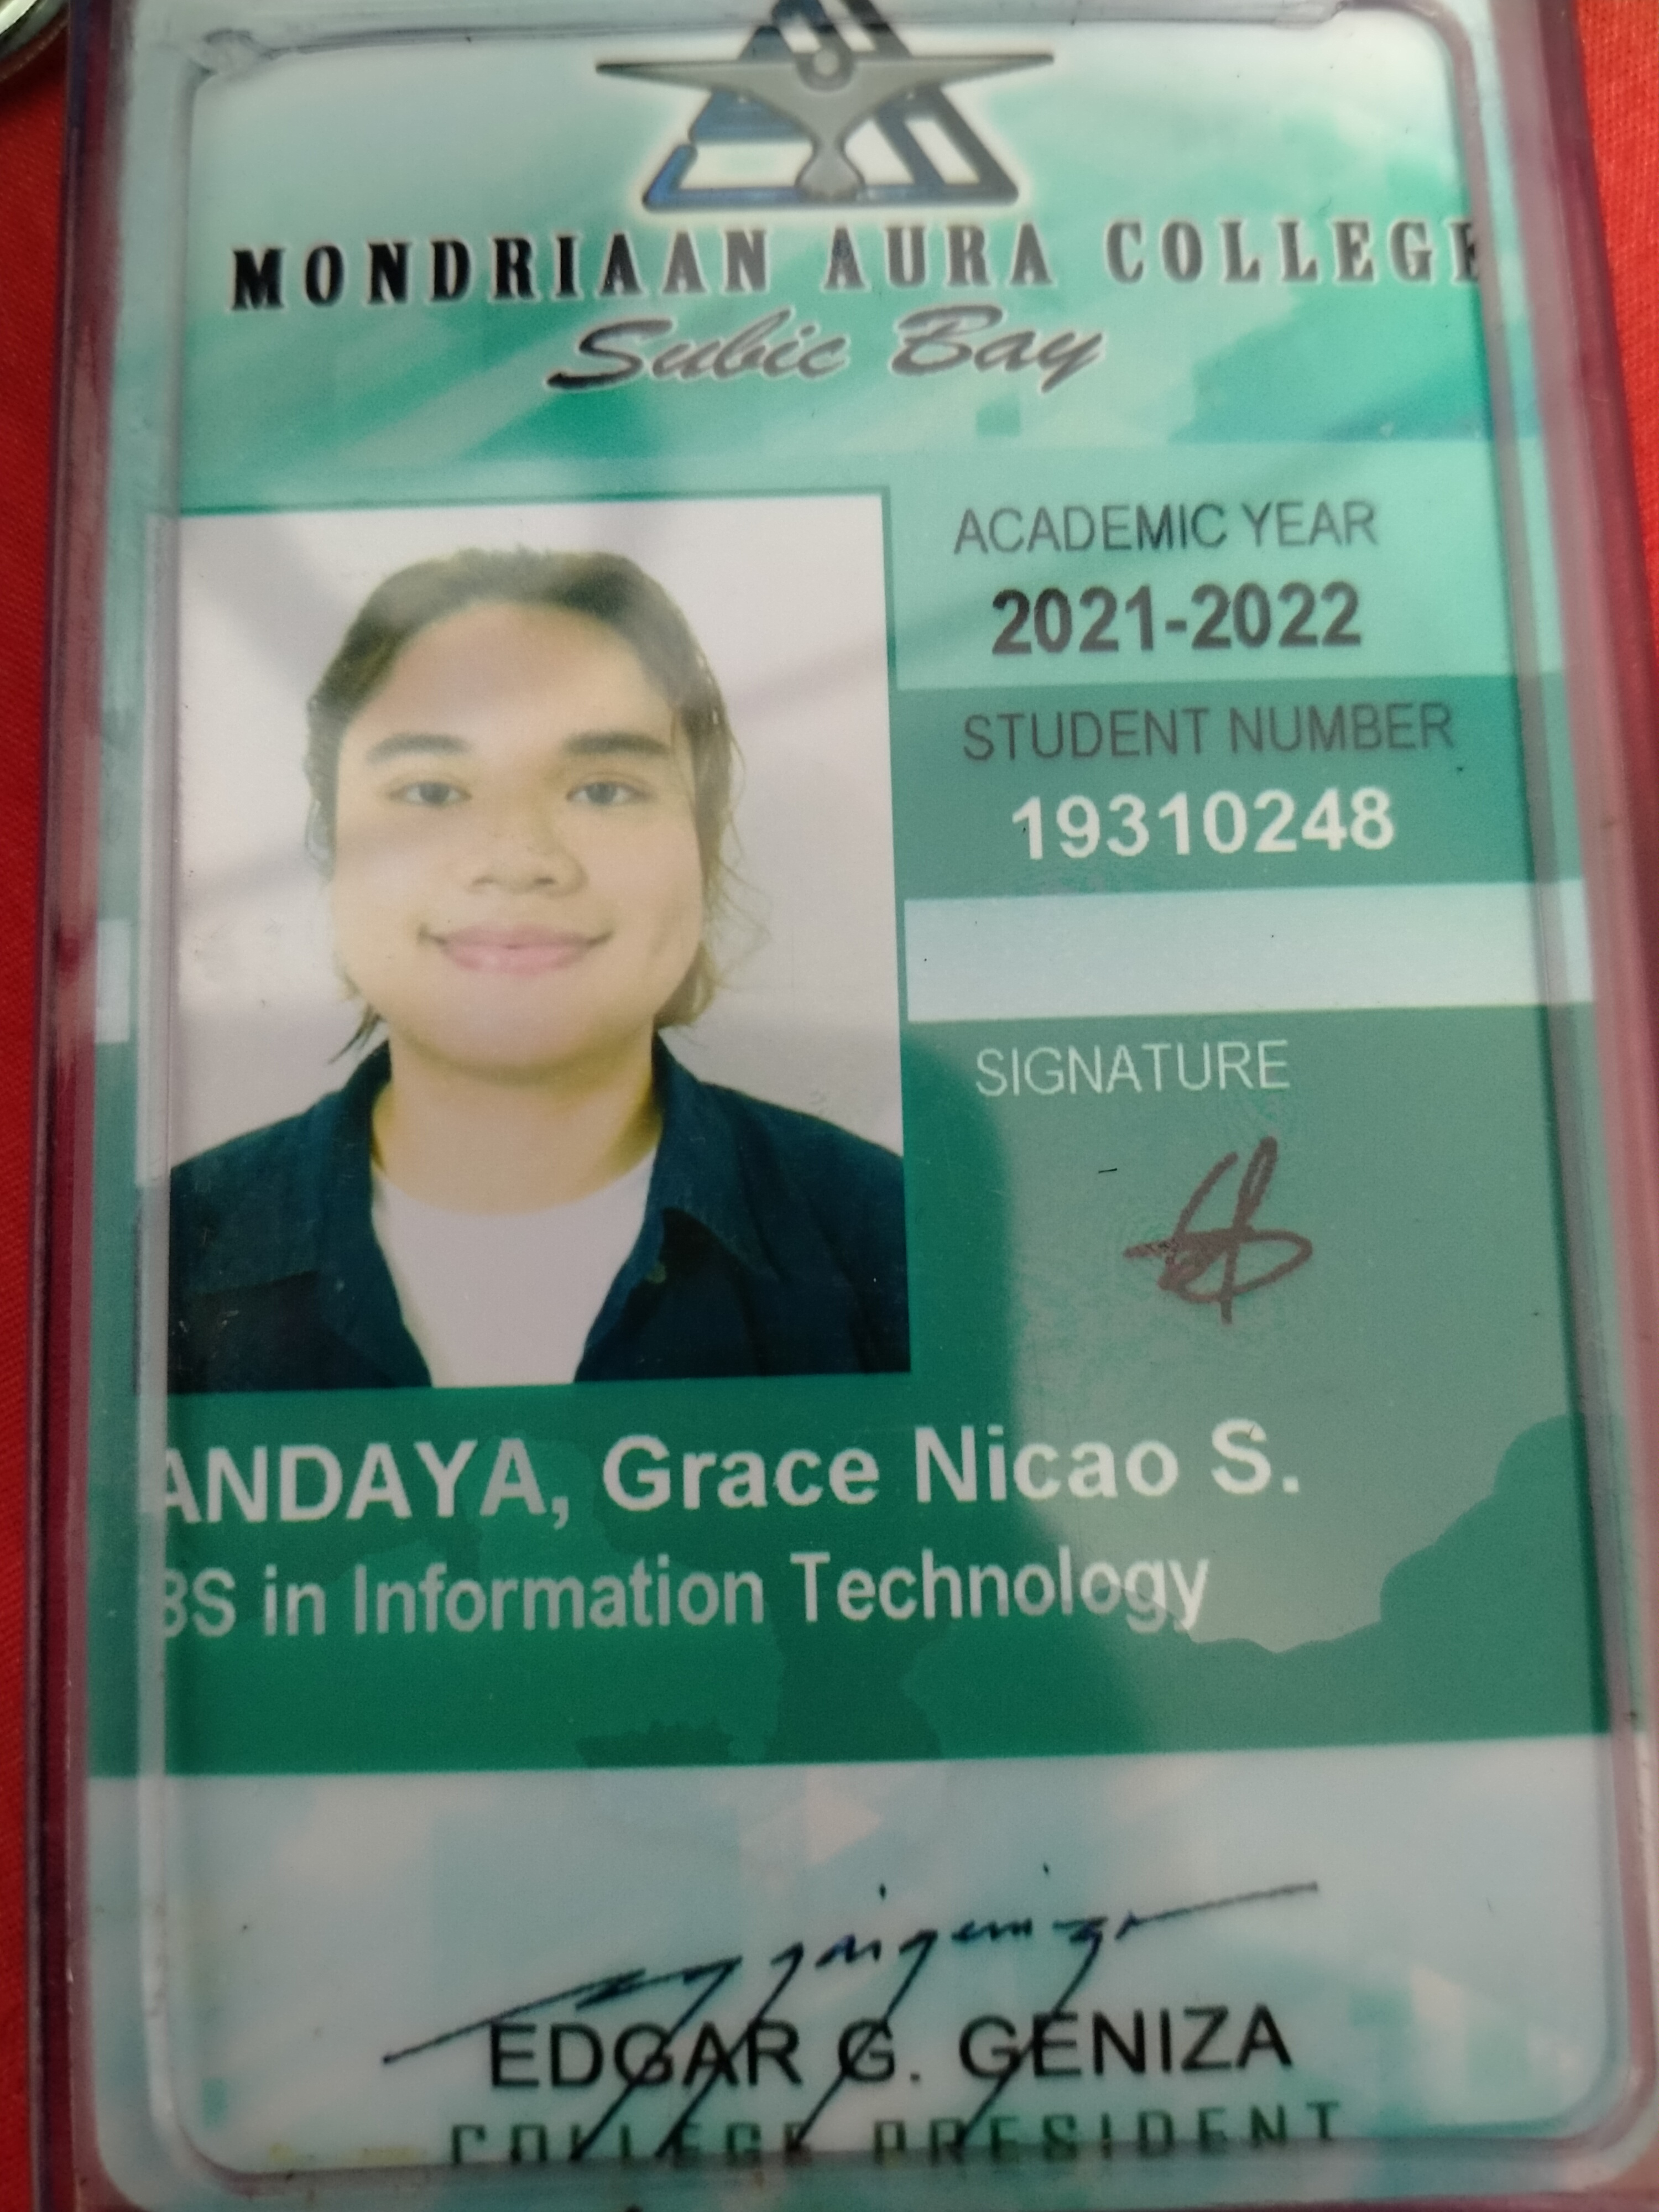 MONDRIAAN AURA COLLEGE
Subic Bay
ACADEMIC YEAR
2021-2022
STUDENT NUMBER
19310248
SIGNATURE
ANDAYA, Grace Nicao S.
BS in Information Technology
EDGAR G. GENIZA
COLLEGE PRESIDENT